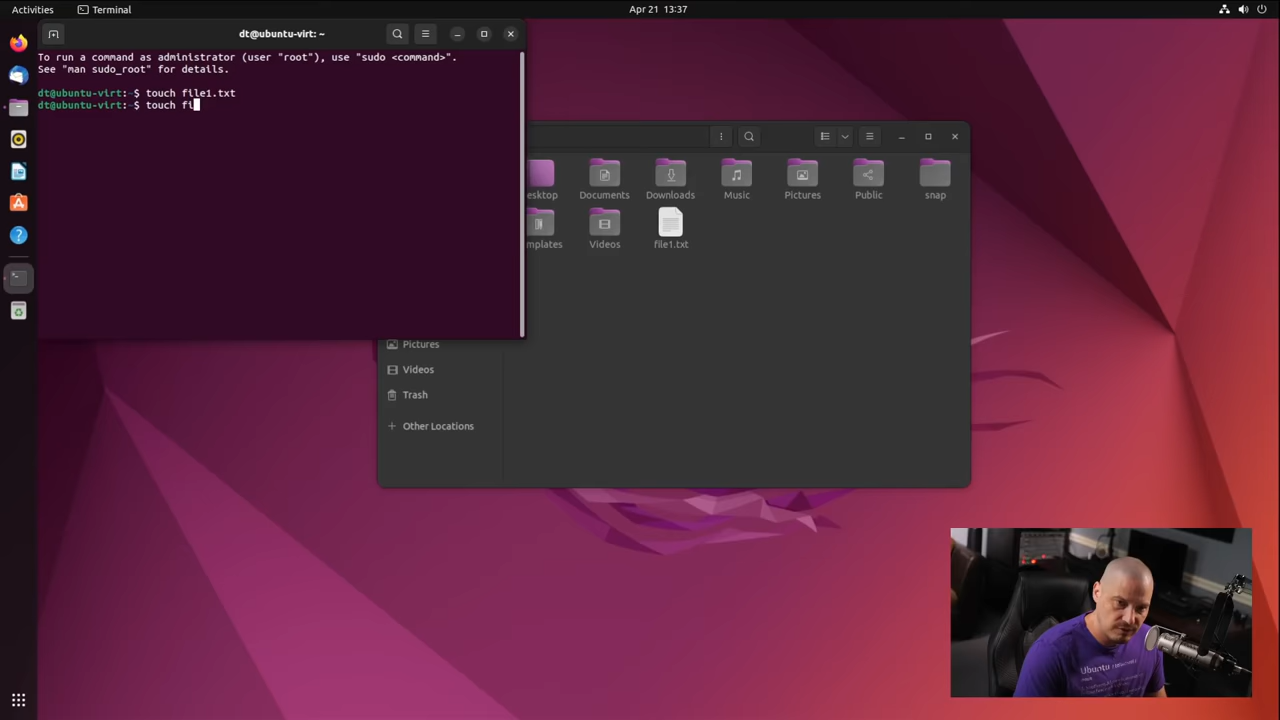 Activities
Terminal
Apr 21 13:37
dt@ubuntu-virt: ~
To run a command as administrator (user "root"), use "sudo <command>".
See "man sudo_root" for details.
dt@ubuntu-virt:~$ touch file1.txt
dt@ubuntu-virt:~$ touch fi
esktop
Documents
Downloads
Music
Pictures
Public
snap
mplates
Videos
file1.txt
Pictures
Videos
Trash
+ Other Locations
Ubuntu